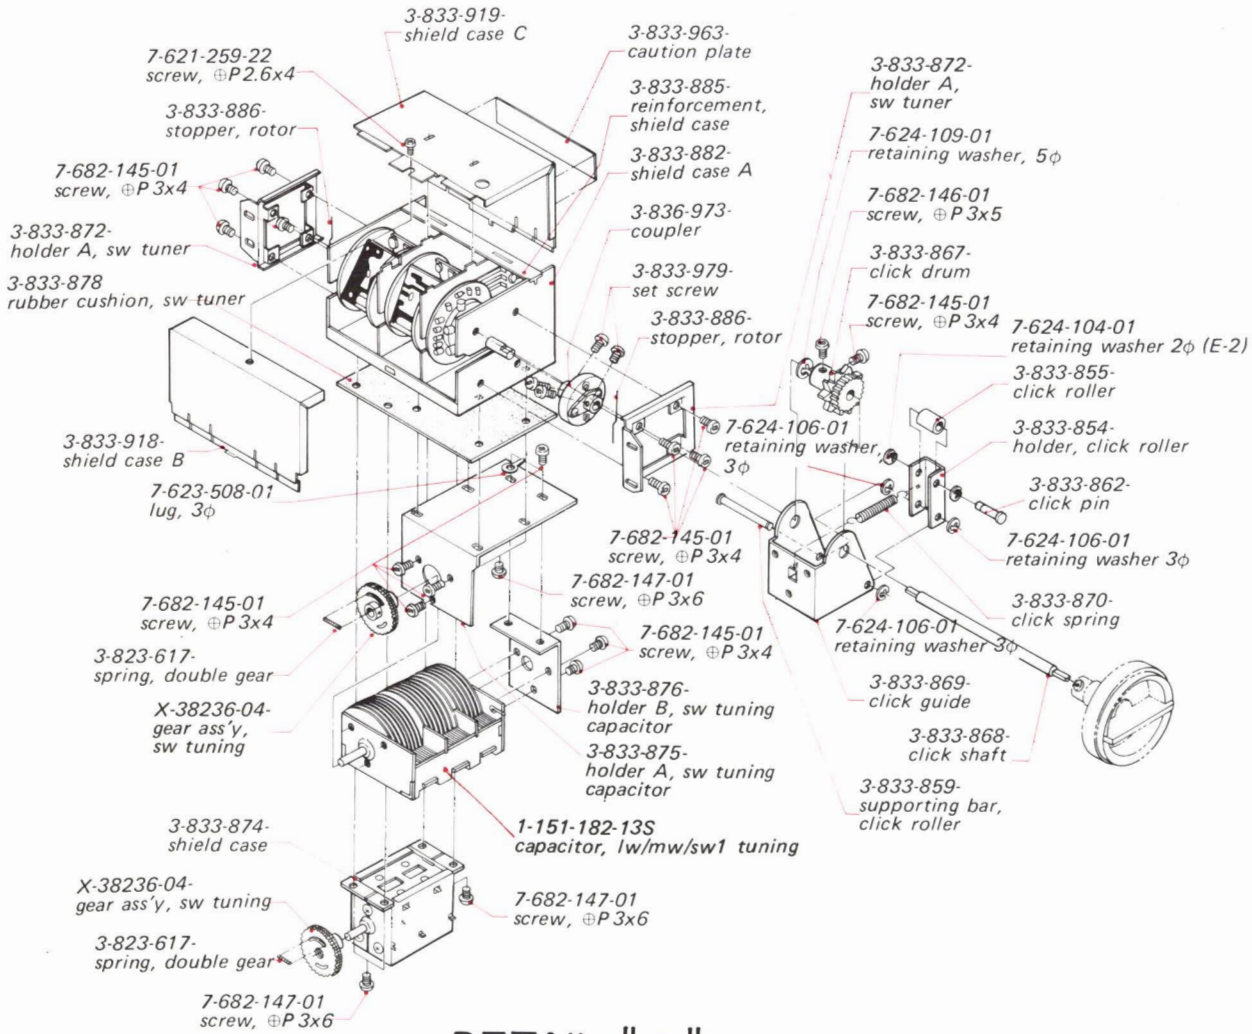 3-833-919-
shield case C
7-621-259-22
screw, ⊕P2.6x4
3-833-886-
stopper, rotor
7-682-145-01
screw, ⊕P 3x4
3-833-872-
holder A, sw tuner
3-833-878
rubber cushion, sw tuner
3-833-963-
caution plate
3-833-885-
reinforcement,
shield case
3-833-882-
shield case A
3-836-973-
coupler
3-833-979-
set screw
3-833-886-
stopper, rotor
3-833-872-
holder A,
sw tuner
7-624-109-01
retaining washer, 5φ
7-682-146-01
screw, ⊕P 3x5
3-833-867-
click drum
7-682-145-01
screw, ⊕P 3x4
7-624-104-01
retaining washer 2φ (E-2)
3-833-855-
click roller
3-833-854-
holder, click roller
3-833-862-
click pin
7-624-106-01
retaining washer 3φ
3-833-870-
click spring
7-624-106-01
retaining washer,
3φ
3-833-918-
shield case B
7-623-508-01
lug, 3φ
7-682-145-01
screw, ⊕P 3x4
7-682-147-01
screw, ⊕P 3x6
7-682-145-01
screw, ⊕P 3x4
7-682-145-01
screw, ⊕P 3x4
7-624-106-01
retaining washer 3φ
3-823-617-
spring, double gear
X-38236-04-
gear ass'y,
sw tuning
3-833-876-
holder B, sw tuning
capacitor
3-833-875-
holder A, sw tuning
capacitor
3-833-869-
click guide
3-833-868-
click shaft
3-833-859-
supporting bar,
click roller
1-151-182-13S
capacitor, lw/mw/sw1 tuning
3-833-874-
shield case
X-38236-04-
gear ass'y, sw tuning
3-823-617-
spring, double gear
7-682-147-01
screw, ⊕P 3x6
7-682-147-01
screw, ⊕P 3x6